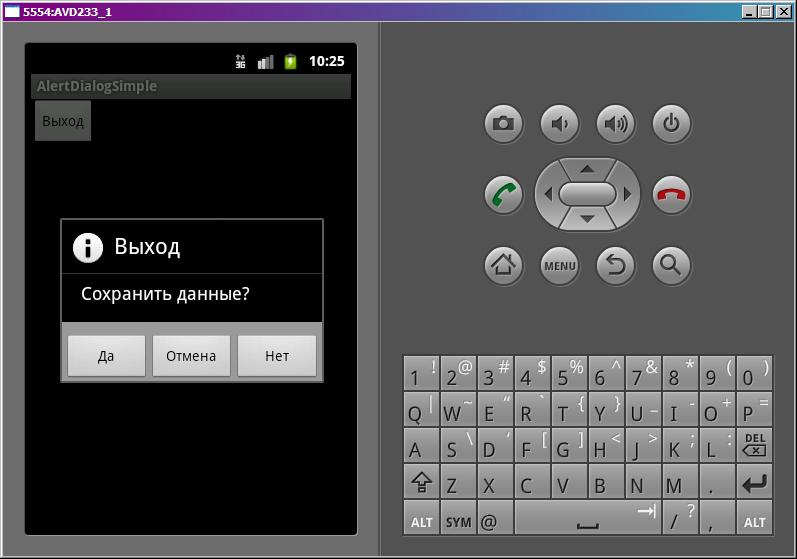 5554:AVD233_1
3G 10:25
AlertDialogSimple
Выход
Выход
Сохранить данные?
Да Отмена Нет
MENU
1 ! 2 @ 3 # 4 $ 5 % 6 ^ 7 & 8 * 9 ( 0 )
Q | W ~ E “ R ` T { Y } U _ I - O + P =
A S \ D ‘ F [ G ] H < J > K ; L : DEL
Z X C V B N M .
ALT SYM @ / ? , ALT